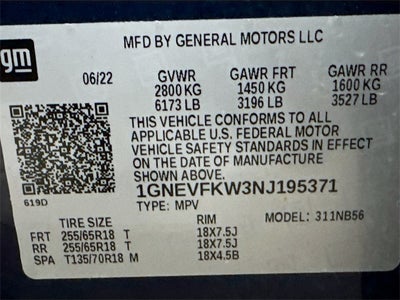 gm
MFD BY GENERAL MOTORS LLC
06/22 GVWR GAWR FRT GAWR RR
2800 KG 1450 KG 1600 KG
6173 LB 3196 LB 3527 LB
THIS VEHICLE CONFORMS TO ALL
APPLICABLE U.S. FEDERAL MOTOR
VEHICLE SAFETY STANDARDS IN EFFECT
ON THE DATE OF MANUFACTURE
SHOWN ABOVE.
1GNEVFKW3NJ195371
619D
TYPE: MPV MODEL: 311NB56
TIRE SIZE RIM
FRT 255/65R18 T 18X7.5J
RR 255/65R18 T 18X7.5J
SPA T135/70R18 M 18X4.5B